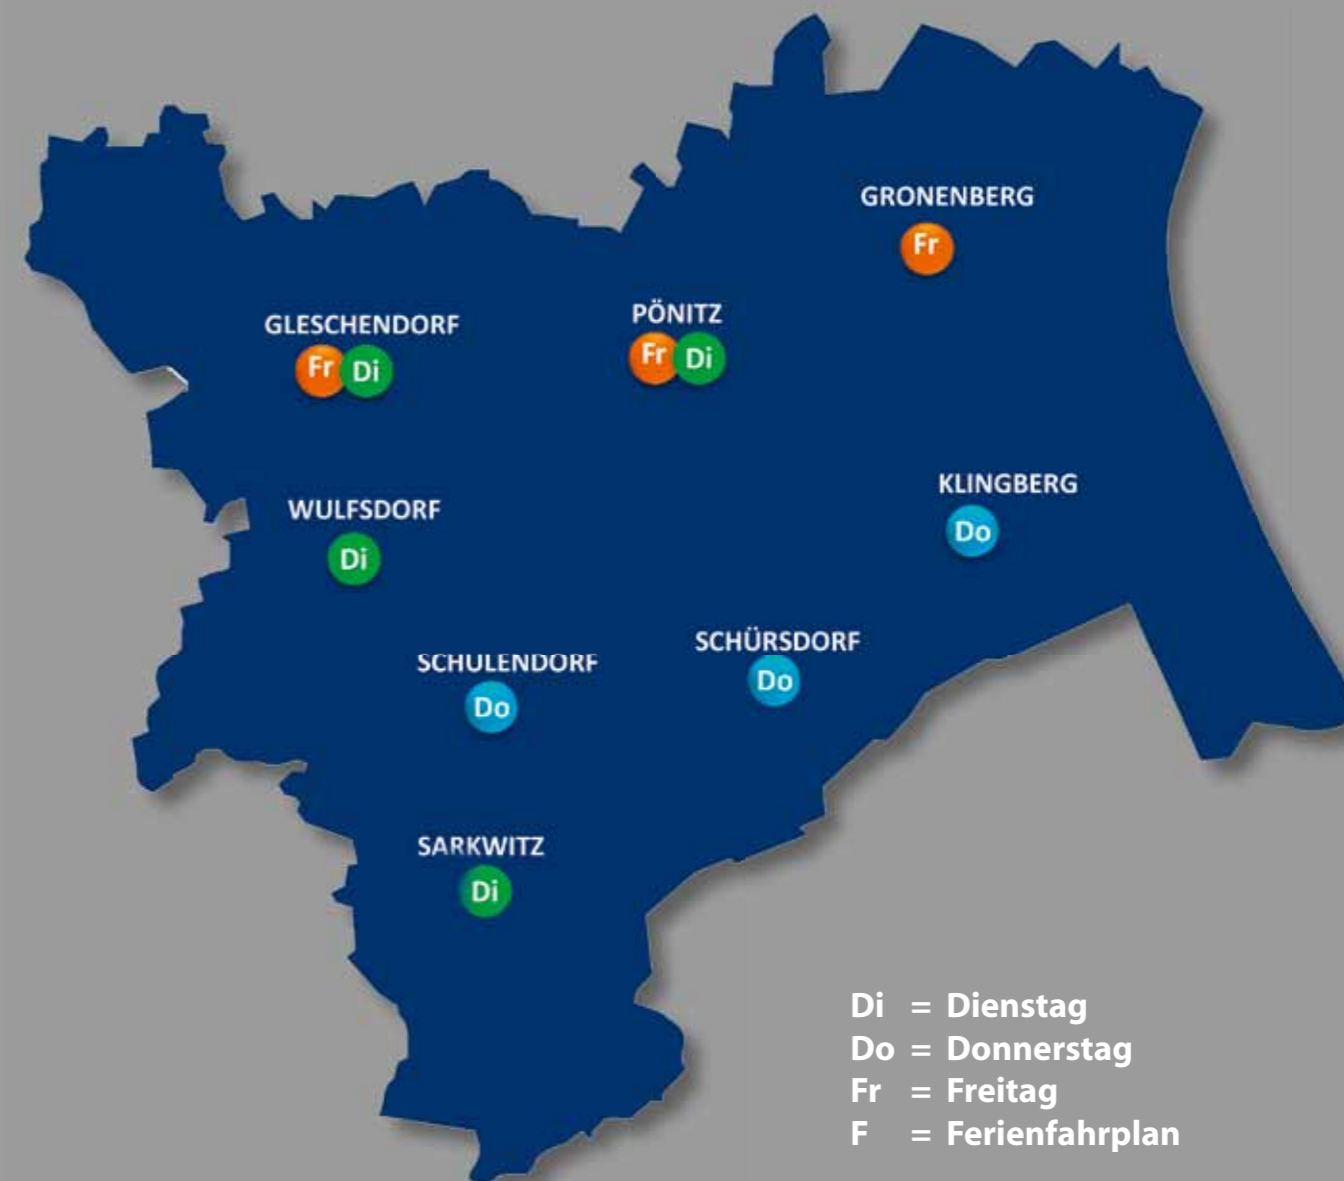 GRONENBERG
Fr
GLESCHENDORF
Fr Di
PÖNITZ
Fr Di
KLINGBERG
Do
WULFSDORF
Di
SCHÜRSDORF
Do
SCHULENDORF
Do
SARKWITZ
Di
Di = Dienstag
Do = Donnerstag
Fr = Freitag
F = Ferienfahrplan